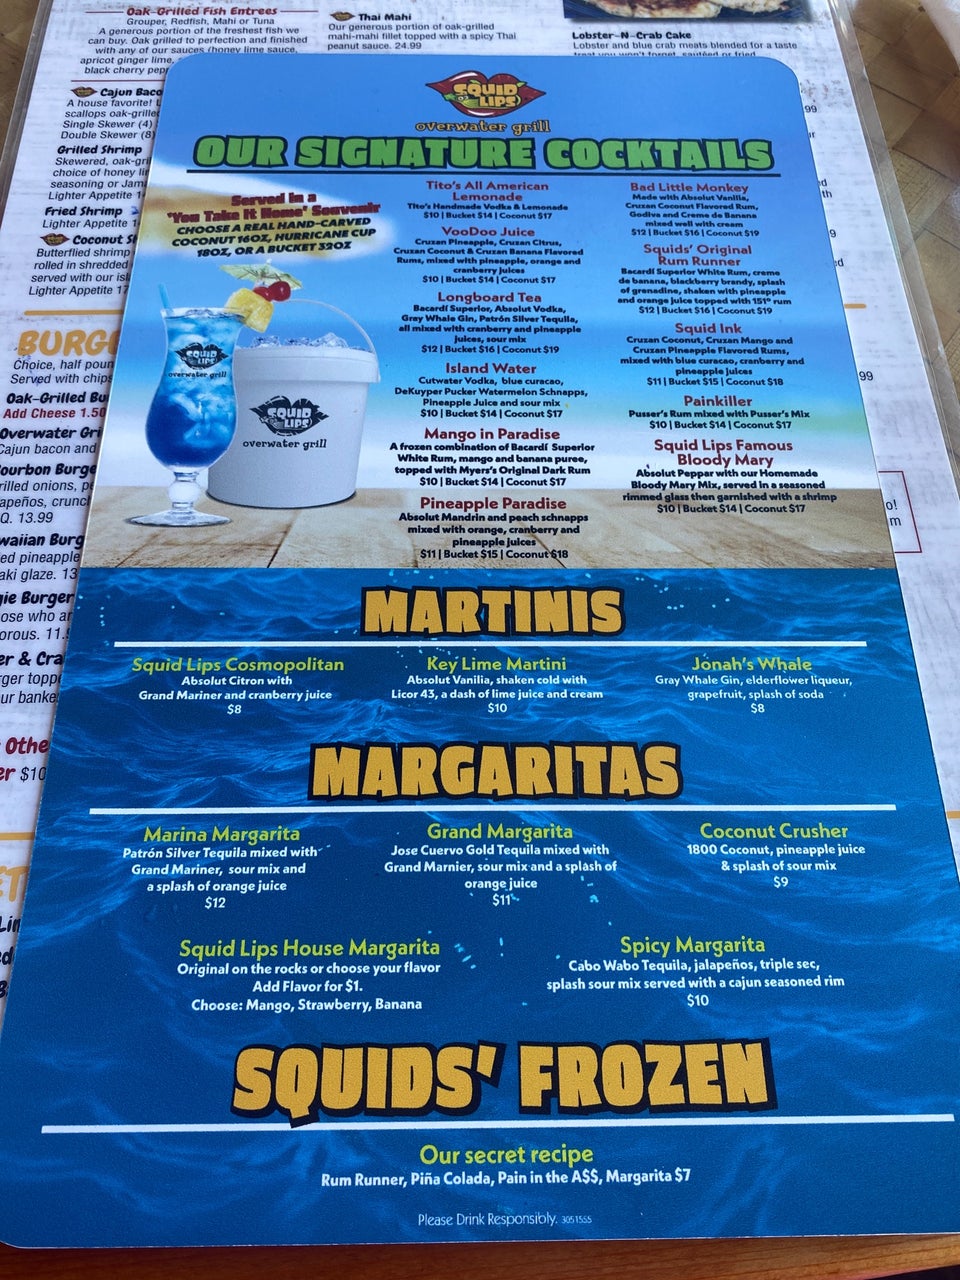 Oak-Grilled Fish Entrees
Grouper, Redfish, Mahi or Tuna
A generous portion of the freshest fish we
can buy. Oak grilled to perfection and finished
with any of our sauces (honey lime sauce,
apricot ginger lime,
black cherry pepp
Cajun Baco
A house favorite! L
scallops oak-grille
Single Skewer (4)
Double Skewer (8)
Grilled Shrimp
Skewered, oak-gri
choice of honey li
seasoning or Jam
Lighter Appetite 1
Fried Shrimp
Lighter Appetite 1
Coconut S
Butterflied shrimp
rolled in shredded
served with our isl
Lighter Appetite 17
BURG
Choice, half poun
Served with chips
Oak-Grilled Bu
Add Cheese 1.50
Overwater Gri
Cajun bacon and
ourbon Burge
rilled onions, pe
apeños, crunc
Q. 13.99
waiian Burg
ed pineapple
aki glaze. 13
gie Burger
ose who ar
orous. 11.9
er & Cra
rger toppe
ur banke
Othe
er $10
Thai Mahi
Our generous portion of oak-grilled
mahi-mahi fillet topped with a spicy Thai
peanut sauce. 24.99
Lobster-N-Crab Cake
Lobster and blue crab meats blended for a taste
treat you won't forget, sautéed or fried
99
o!
m
SQUID
LIPS
overwater grill
OUR SIGNATURE COCKTAILS
Served in a
'You Take It Home' Souvenir
CHOOSE A REAL HAND-CARVED
COCONUT 16OZ, HURRICANE CUP
18OZ, OR A BUCKET 32OZ
SQUID
LIPS
overwater grill
SQUID
LIPS
overwater grill
Tito's All American
Lemonade
Tito's Handmade Vodka & Lemonade
$10 | Bucket $14 | Coconut $17
VooDoo Juice
Cruzan Pineapple, Cruzan Citrus,
Cruzan Coconut & Cruzan Banana Flavored
Rums, mixed with pineapple, orange and
cranberry juices
$10 | Bucket $14 | Coconut $17
Longboard Tea
Bacardí Superior, Absolut Vodka,
Gray Whale Gin, Patrón Silver Tequila,
all mixed with cranberry and pineapple
juices, sour mix
$12 | Bucket $16 | Coconut $19
Island Water
Cutwater Vodka, blue curacao,
DeKuyper Pucker Watermelon Schnapps,
Pineapple Juice and sour mix
$10 | Bucket $14 | Coconut $17
Mango in Paradise
A frozen combination of Bacardi Superior
White Rum, mango and banana puree,
topped with Myers's Original Dark Rum
$10 | Bucket $14 | Coconut $17
Pineapple Paradise
Absolut Mandrin and peach schnapps
mixed with orange, cranberry and
pineapple juices
$11 | Bucket $15 | Coconut $18
Bad Little Monkey
Made with Absolut Vanilla,
Cruzan Coconut Flavored Rum,
Godiva and Creme de Banana
mixed well with cream
$12 | Bucket $16 | Coconut $19
Squids' Original
Rum Runner
Bacardi Superior White Rum, creme
de banana, blackberry brandy, splash
of grenadine, shaken with pineapple
and orange juice topped with 151° rum
$12 | Bucket $16 | Coconut $19
Squid Ink
Cruzan Coconut, Cruzan Mango and
Cruzan Pineapple Flavored Rums,
mixed with blue curacao, cranberry and
pineapple juices
$11 | Bucket $15 | Coconut $18
Painkiller
Pusser's Rum mixed with Pusser's Mix
$10 | Bucket $14 | Coconut $17
Squid Lips Famous
Bloody Mary
Absolut Peppar with our Homemade
Bloody Mary Mix, served in a seasoned
rimmed glass then garnished with a shrimp
$10 | Bucket $14 | Coconut $17
MARTINIS
Squid Lips Cosmopolitan
Absolut Citron with
Grand Mariner and cranberry juice
$8
Key Lime Martini
Absolut Vanilia, shaken cold with
Licor 43, a dash of lime juice and cream
$10
Jonah's Whale
Gray Whale Gin, elderflower liqueur,
grapefruit, splash of soda
$8
MARGARITAS
Marina Margarita
Patrón Silver Tequila mixed with
Grand Mariner, sour mix and
a splash of orange juice
$12
Grand Margarita
Jose Cuervo Gold Tequila mixed with
Grand Marnier, sour mix and a splash of
orange juice
$11
Coconut Crusher
1800 Coconut, pineapple juice
& splash of sour mix
$9
Squid Lips House Margarita
Original on the rocks or choose your flavor
Add Flavor for $1.
Choose: Mango, Strawberry, Banana
Spicy Margarita
Cabo Wabo Tequila, jalapeños, triple sec,
splash sour mix served with a cajun seasoned rim
$10
SQUIDS' FROZEN
Our secret recipe
Rum Runner, Piña Colada, Pain in the A$$, Margarita $7
Please Drink Responsibly. 3051555